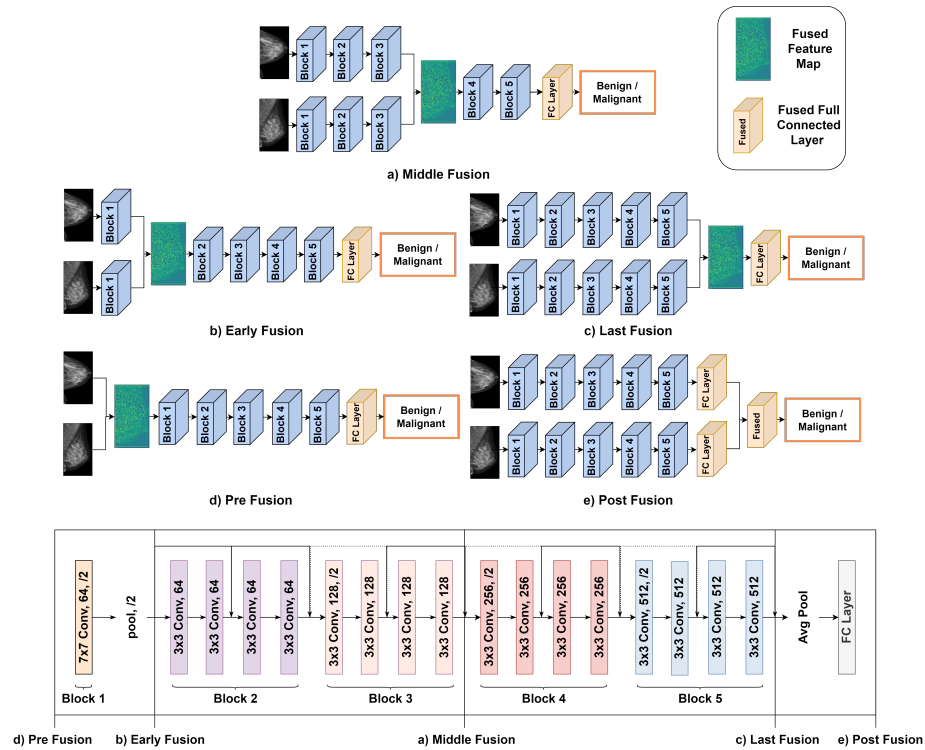 Block 1
Block 2
Block 3
Block 1
Block 2
Block 3
Block 4
Block 5
FC Layer
Benign /
Malignant
a) Middle Fusion
Fused
Feature
Map
Fused
Fused Full
Connected
Layer
Block 1
Block 1
Block 2
Block 3
Block 4
Block 5
FC Layer
Benign /
Malignant
b) Early Fusion
Block 1
Block 2
Block 3
Block 4
Block 5
Block 1
Block 2
Block 3
Block 4
Block 5
FC Layer
Benign /
Malignant
c) Last Fusion
Block 1
Block 2
Block 3
Block 4
Block 5
FC Layer
Benign /
Malignant
d) Pre Fusion
Block 1
Block 2
Block 3
Block 4
Block 5
FC Layer
Block 1
Block 2
Block 3
Block 4
Block 5
FC Layer
Fused
Benign /
Malignant
e) Post Fusion
7x7 Conv, 64, /2
pool, /2
3x3 Conv, 64
3x3 Conv, 64
3x3 Conv, 64
3x3 Conv, 64
3x3 Conv, 128, /2
3x3 Conv, 128
3x3 Conv, 128
3x3 Conv, 128
3x3 Conv, 256, /2
3x3 Conv, 256
3x3 Conv, 256
3x3 Conv, 256
3x3 Conv, 512, /2
3x3 Conv, 512
3x3 Conv, 512
3x3 Conv, 512
Avg Pool
FC Layer
Block 1
Block 2
Block 3
Block 4
Block 5
d) Pre Fusion
b) Early Fusion
a) Middle Fusion
c) Last Fusion
e) Post Fusion